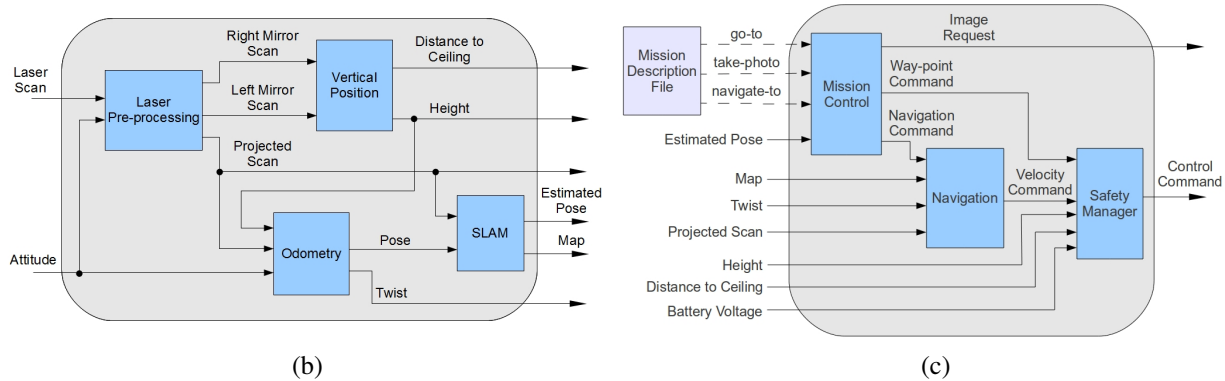 Right Mirror
Scan
Distance to
Ceiling
Laser
Scan
Laser
Pre-processing
Vertical
Position
Left Mirror
Scan
Height
Projected
Scan
Estimated
Pose
Odometry
Pose
SLAM
Map
Attitude
Twist
(b)
Mission
Description
File
go-to
take-photo
navigate-to
Mission
Control
Image
Request
Way-point
Command
Navigation
Command
Estimated Pose
Map
Twist
Projected Scan
Navigation
Velocity
Command
Safety
Manager
Control
Command
Height
Distance to Ceiling
Battery Voltage
(c)